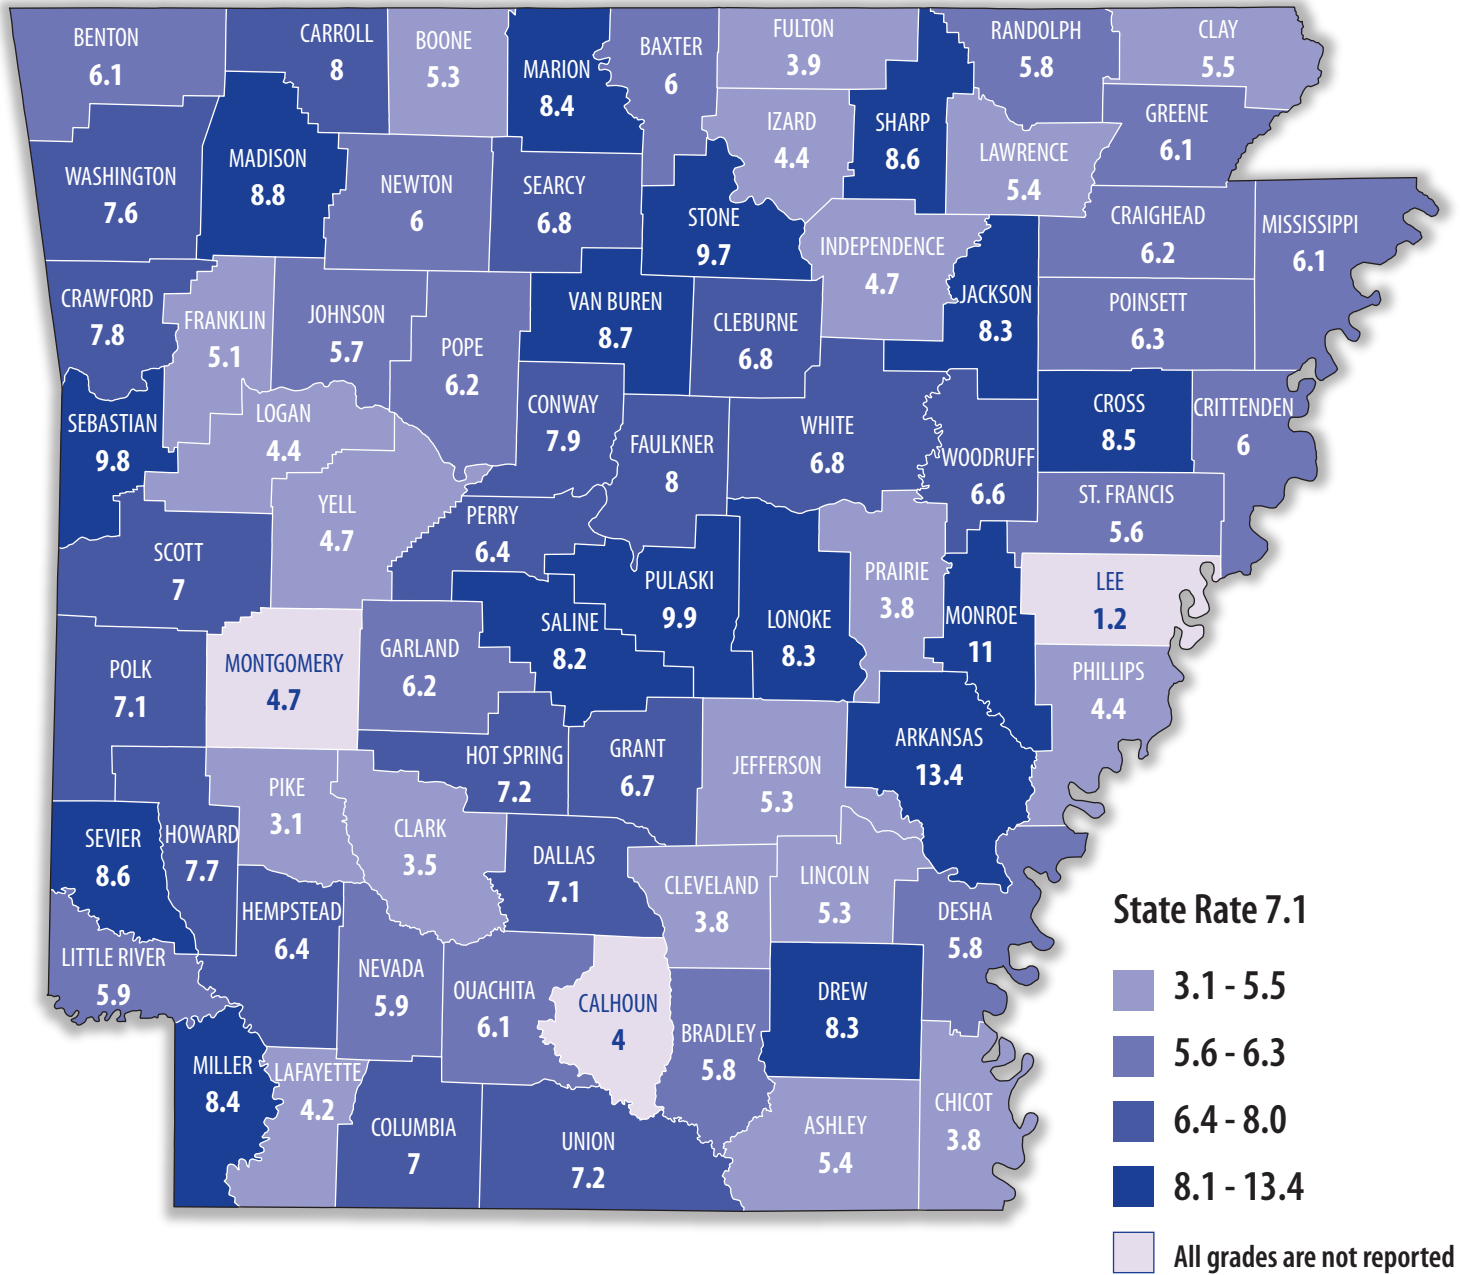 BENTON
6.1
CARROLL
8
BOONE
5.3
MARION
8.4
BAXTER
6
FULTON
3.9
RANDOLPH
5.8
CLAY
5.5
GREENE
6.1
IZARD
4.4
SHARP
8.6
LAWRENCE
5.4
WASHINGTON
7.6
MADISON
8.8
NEWTON
6
SEARCY
6.8
STONE
9.7
INDEPENDENCE
4.7
CRAIGHEAD
6.2
MISSISSIPPI
6.1
CRAWFORD
7.8
FRANKLIN
5.1
JOHNSON
5.7
POPE
6.2
VAN BUREN
8.7
CLEBURNE
6.8
JACKSON
8.3
POINSETT
6.3
SEBASTIAN
9.8
LOGAN
4.4
CONWAY
7.9
FAULKNER
8
WHITE
6.8
WOODRUFF
6.6
CROSS
8.5
CRITTENDEN
6
SCOTT
7
YELL
4.7
PERRY
6.4
ST. FRANCIS
5.6
PULASKI
9.9
SALINE
8.2
LONOKE
8.3
PRAIRIE
3.8
MONROE
11
LEE
1.2
POLK
7.1
MONTGOMERY
4.7
GARLAND
6.2
PHILLIPS
4.4
HOT SPRING
7.2
GRANT
6.7
JEFFERSON
5.3
ARKANSAS
13.4
SEVIER
8.6
HOWARD
7.7
PIKE
3.1
CLARK
3.5
DALLAS
7.1
CLEVELAND
3.8
LINCOLN
5.3
DESHA
5.8
LITTLE RIVER
5.9
HEMPSTEAD
6.4
NEVADA
5.9
OUACHITA
6.1
CALHOUN
4
BRADLEY
5.8
DREW
8.3
MILLER
8.4
LAFAYETTE
4.2
COLUMBIA
7
UNION
7.2
ASHLEY
5.4
CHICOT
3.8
State Rate 7.1
3.1 - 5.5
5.6 - 6.3
6.4 - 8.0
8.1 - 13.4
All grades are not reported